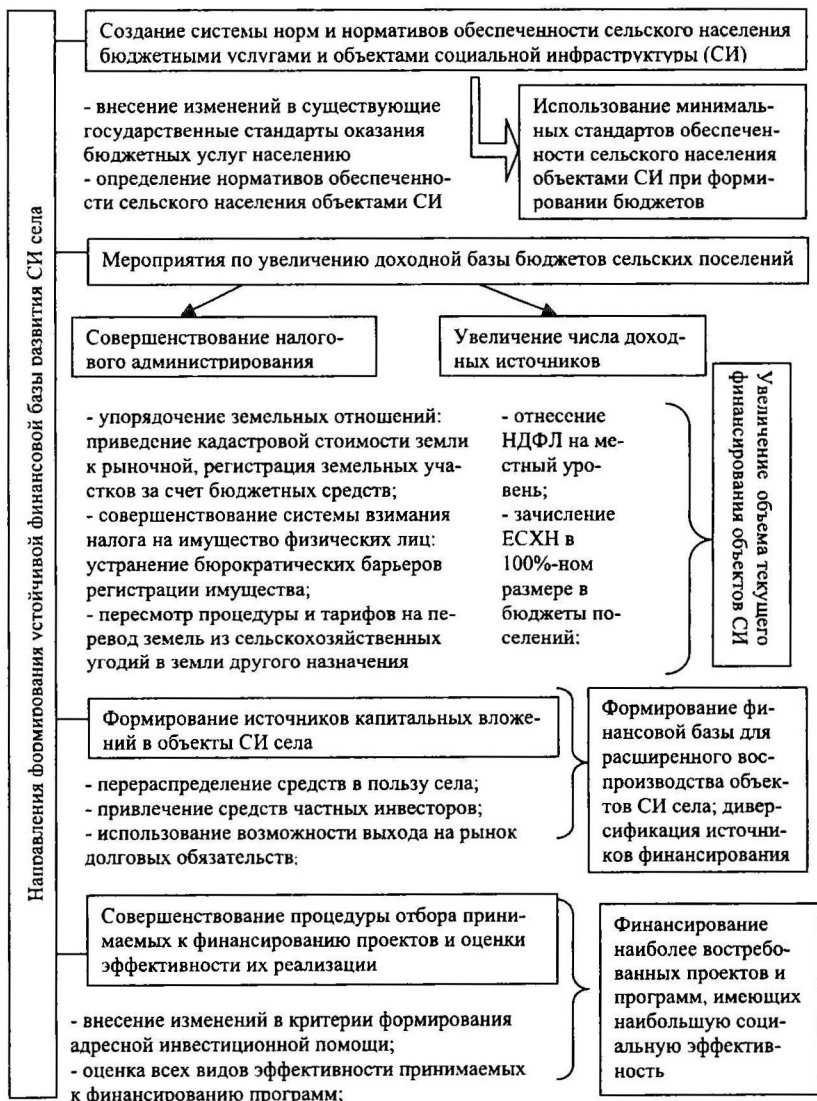 Направления формирования устойчивой финансовой базы развития СИ села
Создание системы норм и нормативов обеспеченности сельского населения
бюджетными услугами и объектами социальной инфраструктуры (СИ)
- внесение изменений в существующие
государственные стандарты оказания
бюджетных услуг населению
- определение нормативов обеспеченно-
сти сельского населения объектами СИ
Использование минималь-
ных стандартов обеспечен-
ности сельского населения
объектами СИ при форми-
ровании бюджетов
Мероприятия по увеличению доходной базы бюджетов сельских поселений
Совершенствование налого-
вого администрирования
Увеличение числа доход-
ных источников
- упорядочение земельных отношений:
приведение кадастровой стоимости земли
к рыночной, регистрация земельных уча-
стков за счет бюджетных средств;
- совершенствование системы взимания
налога на имущество физических лиц:
устранение бюрократических барьеров
регистрации имущества;
- пересмотр процедуры и тарифов на пе-
ревод земель из сельскохозяйственных
угодий в земли другого назначения
- отнесение
НДФЛ на ме-
стный уро-
вень;
- зачисление
ЕСХН в
100%-ном
размере в
бюджеты по-
селений;
Увеличение объема текущего
финансирования объектов СИ
Формирование источников капитальных вложе-
ний в объекты СИ села
- перераспределение средств в пользу села;
- привлечение средств частных инвесторов;
- использование возможности выхода на рынок
долговых обязательств;
Формирование фи-
нансовой базы для
расширенного вос-
производства объек-
тов СИ села; дивер-
сификация источни-
ков финансирования
Совершенствование процедуры отбора прини-
маемых к финансированию проектов и оценки
эффективности их реализации
- внесение изменений в критерии формирования
адресной инвестиционной помощи;
- оценка всех видов эффективности принимаемых
к финансированию программ;
Финансирование
наиболее востребо-
ванных проектов и
программ, имеющих
наибольшую соци-
альную эффектив-
ность